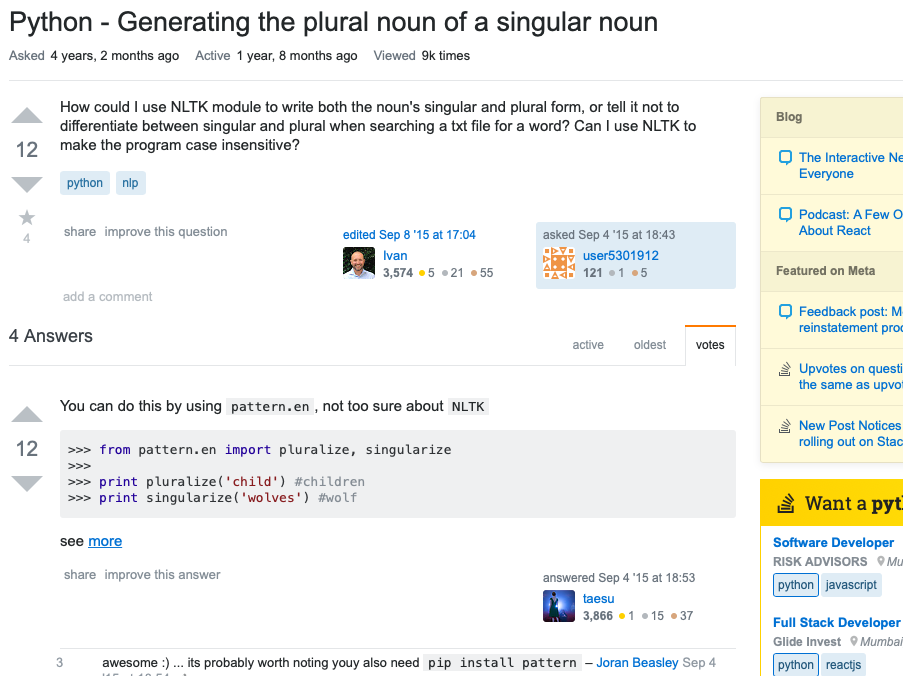 Python - Generating the plural noun of a singular noun
Asked 4 years, 2 months ago Active 1 year, 8 months ago Viewed 9k times
How could I use NLTK module to write both the noun's singular and plural form, or tell it not to
differentiate between singular and plural when searching a txt file for a word? Can I use NLTK to
make the program case insensitive?
12
python nlp
4
share improve this question
edited Sep 8 '15 at 17:04
Ivan
3,574 5 21 55
asked Sep 4 '15 at 18:43
user5301912
121 1 5
add a comment
4 Answers
active oldest votes
You can do this by using pattern.en , not too sure about NLTK
12
>>> from pattern.en import pluralize, singularize
>>>
>>> print pluralize('child') #children
>>> print singularize('wolves') #wolf
see more
share improve this answer
answered Sep 4 '15 at 18:53
taesu
3,866 1 15 37
3 awesome :) ... its probably worth noting youy also need pip install pattern – Joran Beasley Sep 4
Blog
The Interactive Ne
Everyone
Podcast: A Few O
About React
Featured on Meta
Feedback post: M
reinstatement proc
Upvotes on questi
the same as upvot
New Post Notices
rolling out on Stac
Want a pyt
Software Developer
RISK ADVISORS Mu
python javascript
Full Stack Developer
Glide Invest Mumbai
python reactjs